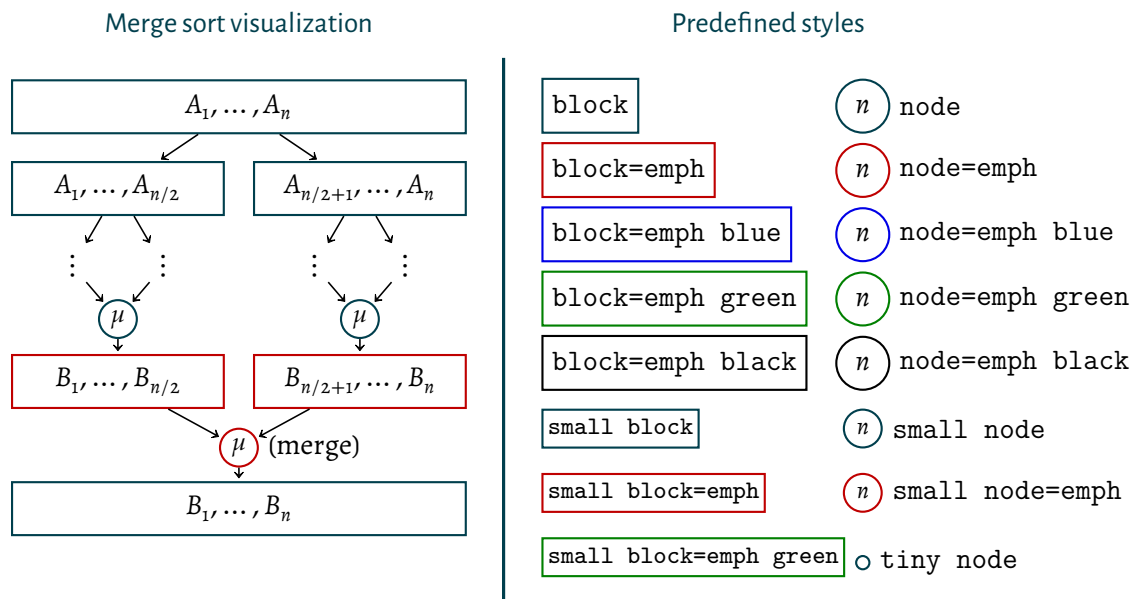 Merge sort visualization
A₁, … , Aₙ
A₁, … , Aₙ/₂
Aₙ/₂₊₁, … , Aₙ
⋮ ⋮ ⋮ ⋮
μ
μ
B₁, … , Bₙ/₂
Bₙ/₂₊₁, … , Bₙ
μ (merge)
B₁, … , Bₙ
Predefined styles
block
n node
block=emph
n node=emph
block=emph blue
n node=emph blue
block=emph green
n node=emph green
block=emph black
n node=emph black
small block
n small node
small block=emph
n small node=emph
small block=emph green
tiny node